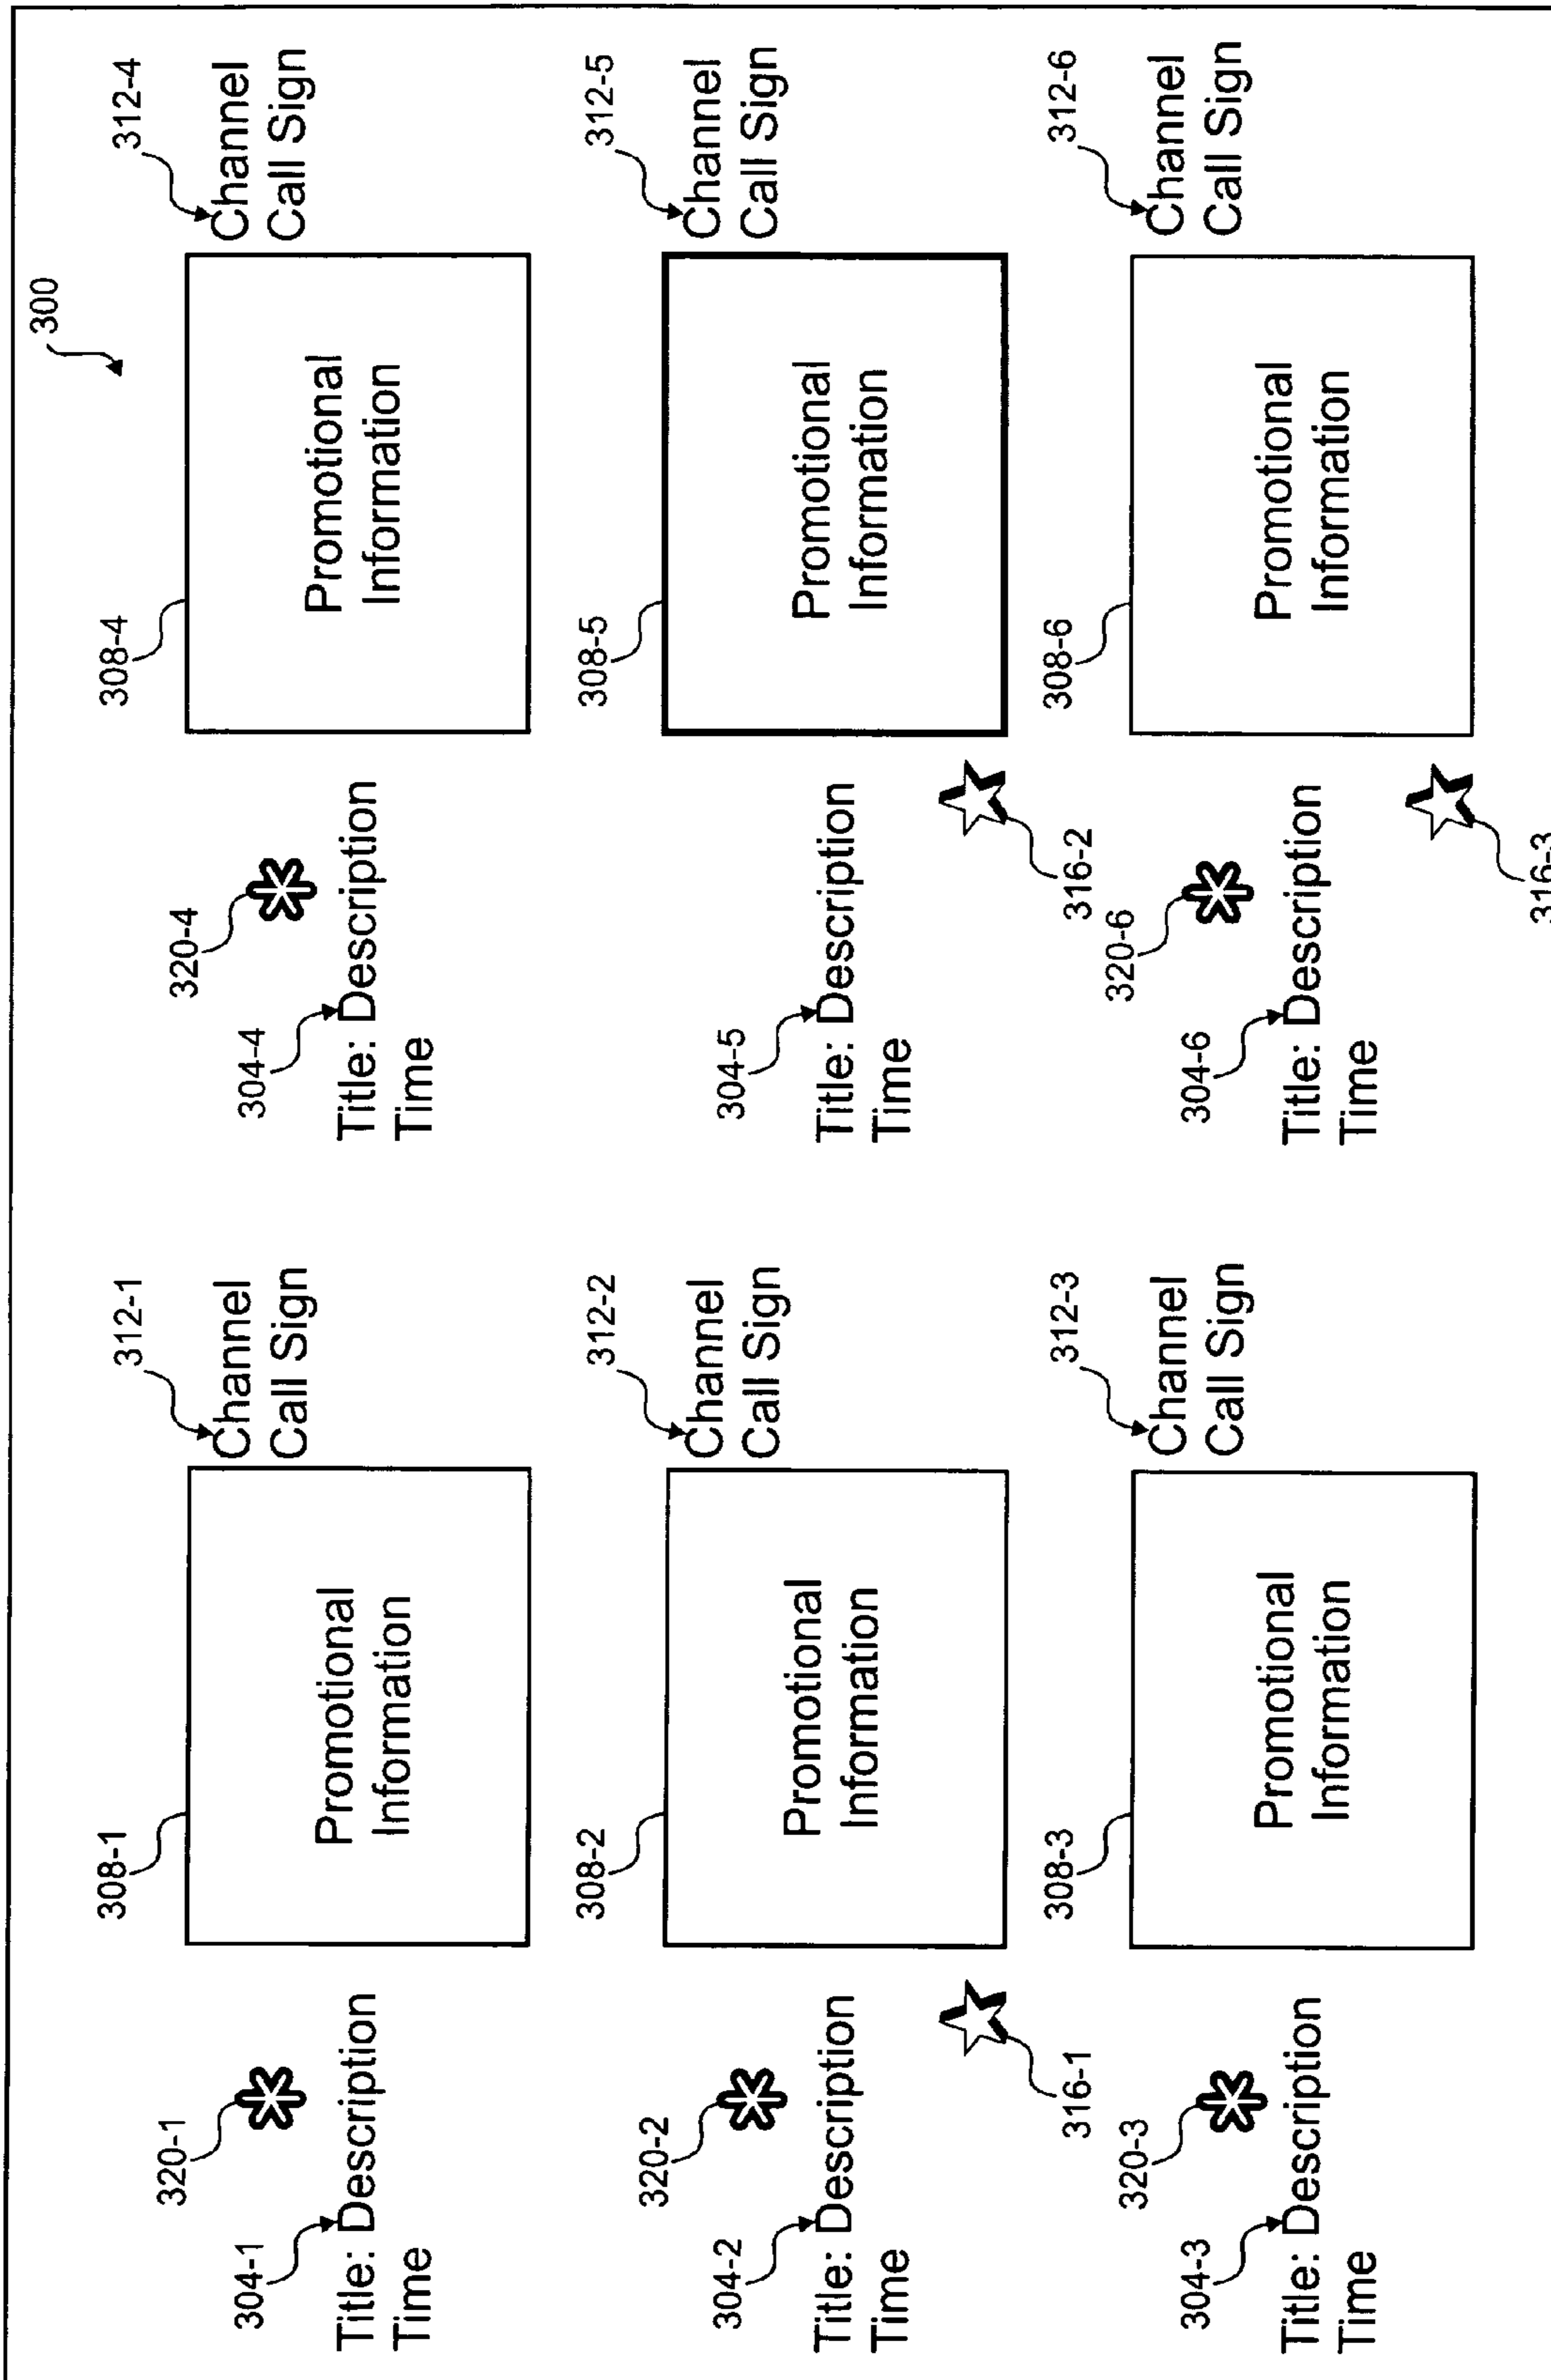 300
320-1
304-1
Title: Description
Time
308-1
Promotional
Information
312-1
Channel
Call Sign
320-4
304-4
Title: Description
Time
308-4
Promotional
Information
312-4
Channel
Call Sign
320-2
304-2
Title: Description
Time
316-1
308-2
Promotional
Information
312-2
Channel
Call Sign
304-5
Title: Description
Time
316-2
308-5
Promotional
Information
312-5
Channel
Call Sign
320-3
304-3
Title: Description
Time
308-3
Promotional
Information
312-3
Channel
Call Sign
320-6
304-6
Title: Description
Time
316-3
308-6
Promotional
Information
312-6
Channel
Call Sign